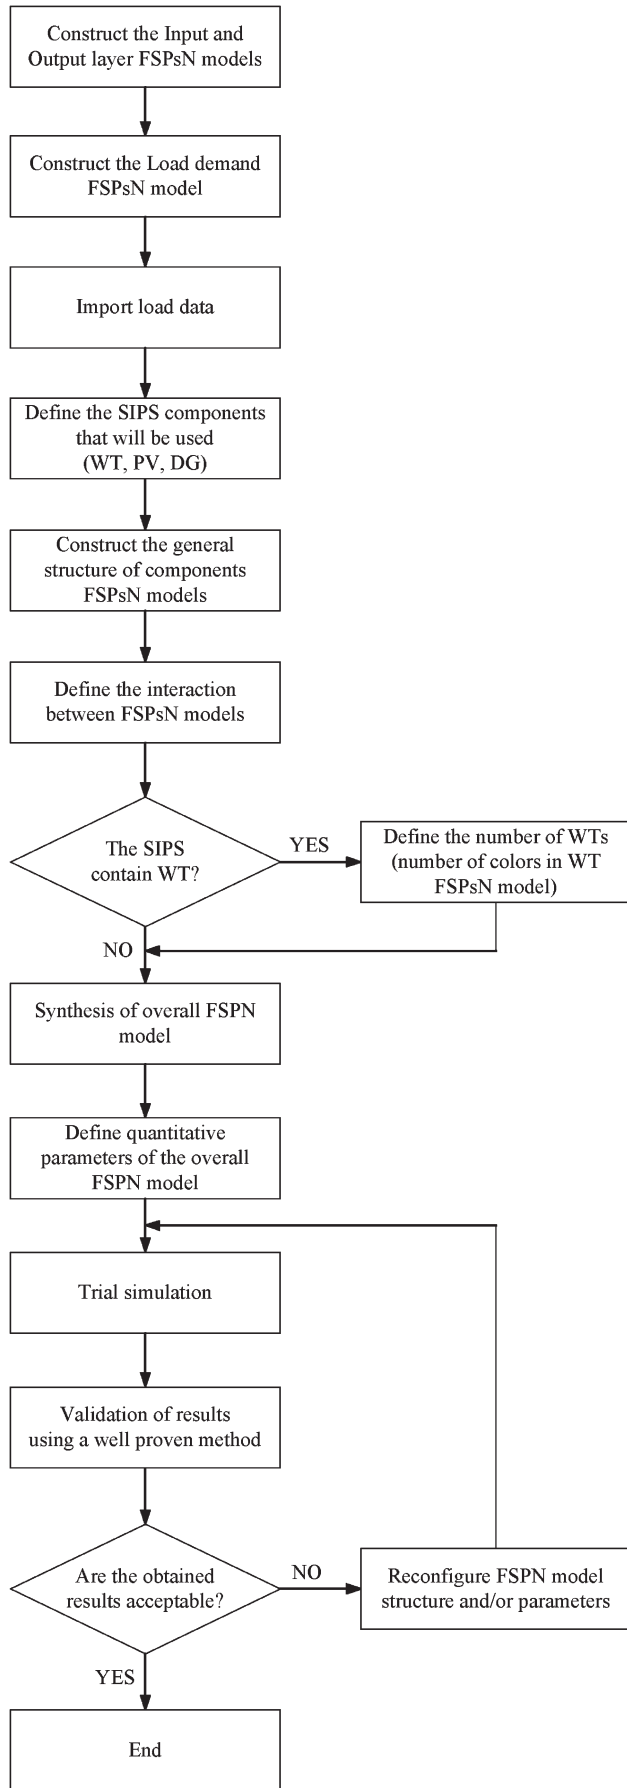 Construct the Input and
Output layer FSPsN models
Construct the Load demand
FSPsN model
Import load data
Define the SIPS components
that will be used
(WT, PV, DG)
Construct the general
structure of components
FSPsN models
Define the interaction
between FSPsN models
The SIPS
contain WT?
YES
Define the number of WTs
(number of colors in WT
FSPsN model)
NO
Synthesis of overall FSPN
model
Define quantitative
parameters of the overall
FSPN model
Trial simulation
Validation of results
using a well proven method
Are the obtained
results acceptable?
NO
Reconfigure FSPN model
structure and/or parameters
YES
End